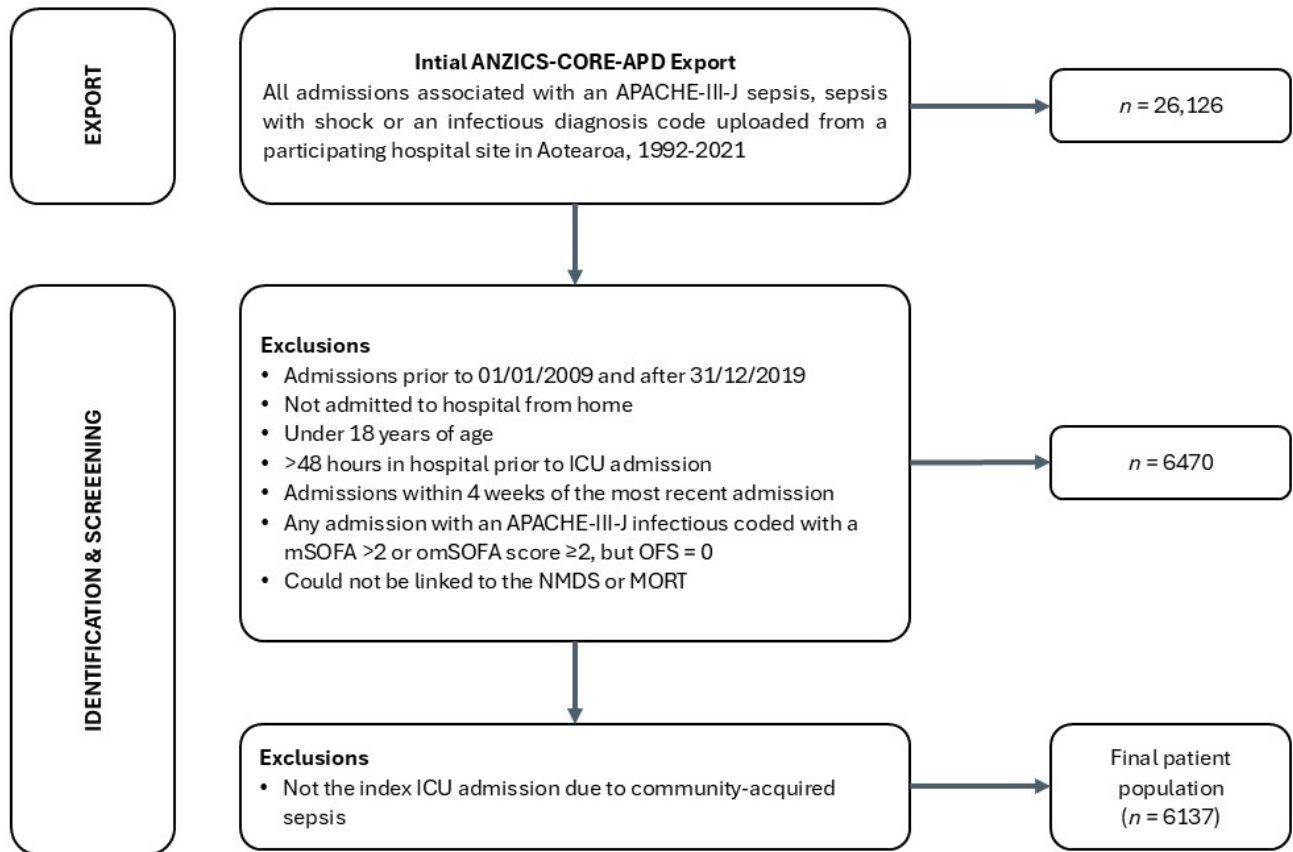 EXPORT
Intial ANZICS-CORE-APD Export
All admissions associated with an APACHE-III-J sepsis, sepsis
with shock or an infectious diagnosis code uploaded from a
participating hospital site in Aotearoa, 1992-2021
n = 26,126
IDENTIFICATION & SCREEENING
Exclusions
• Admissions prior to 01/01/2009 and after 31/12/2019
• Not admitted to hospital from home
• Under 18 years of age
• >48 hours in hospital prior to ICU admission
• Admissions within 4 weeks of the most recent admission
• Any admission with an APACHE-III-J infectious coded with a
mSOFA >2 or omSOFA score ≥2, but OFS = 0
• Could not be linked to the NMDS or MORT
n = 6470
Exclusions
• Not the index ICU admission due to community-acquired
sepsis
Final patient
population
(n = 6137)